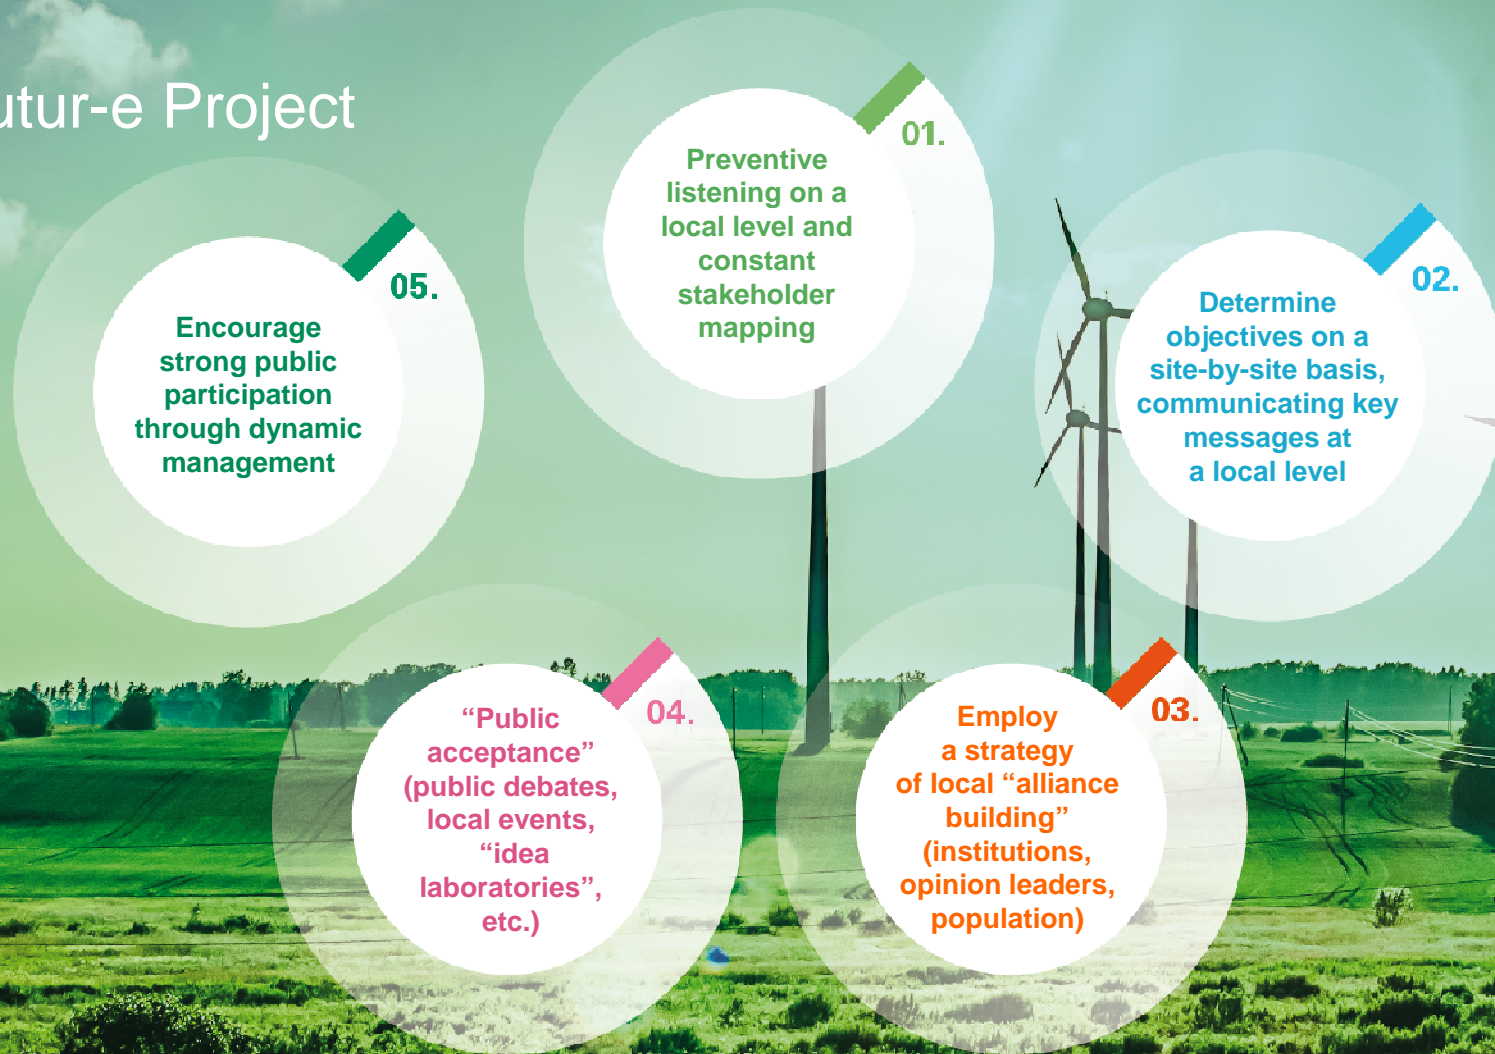 utur-e Project
01.
Preventive
listening on a
local level and
constant
stakeholder
mapping
02.
Determine
objectives on a
site-by-site basis,
communicating key
messages at
a local level
03.
Employ
a strategy
of local “alliance
building”
(institutions,
opinion leaders,
population)
04.
“Public
acceptance”
(public debates,
local events,
“idea
laboratories”,
etc.)
05.
Encourage
strong public
participation
through dynamic
management